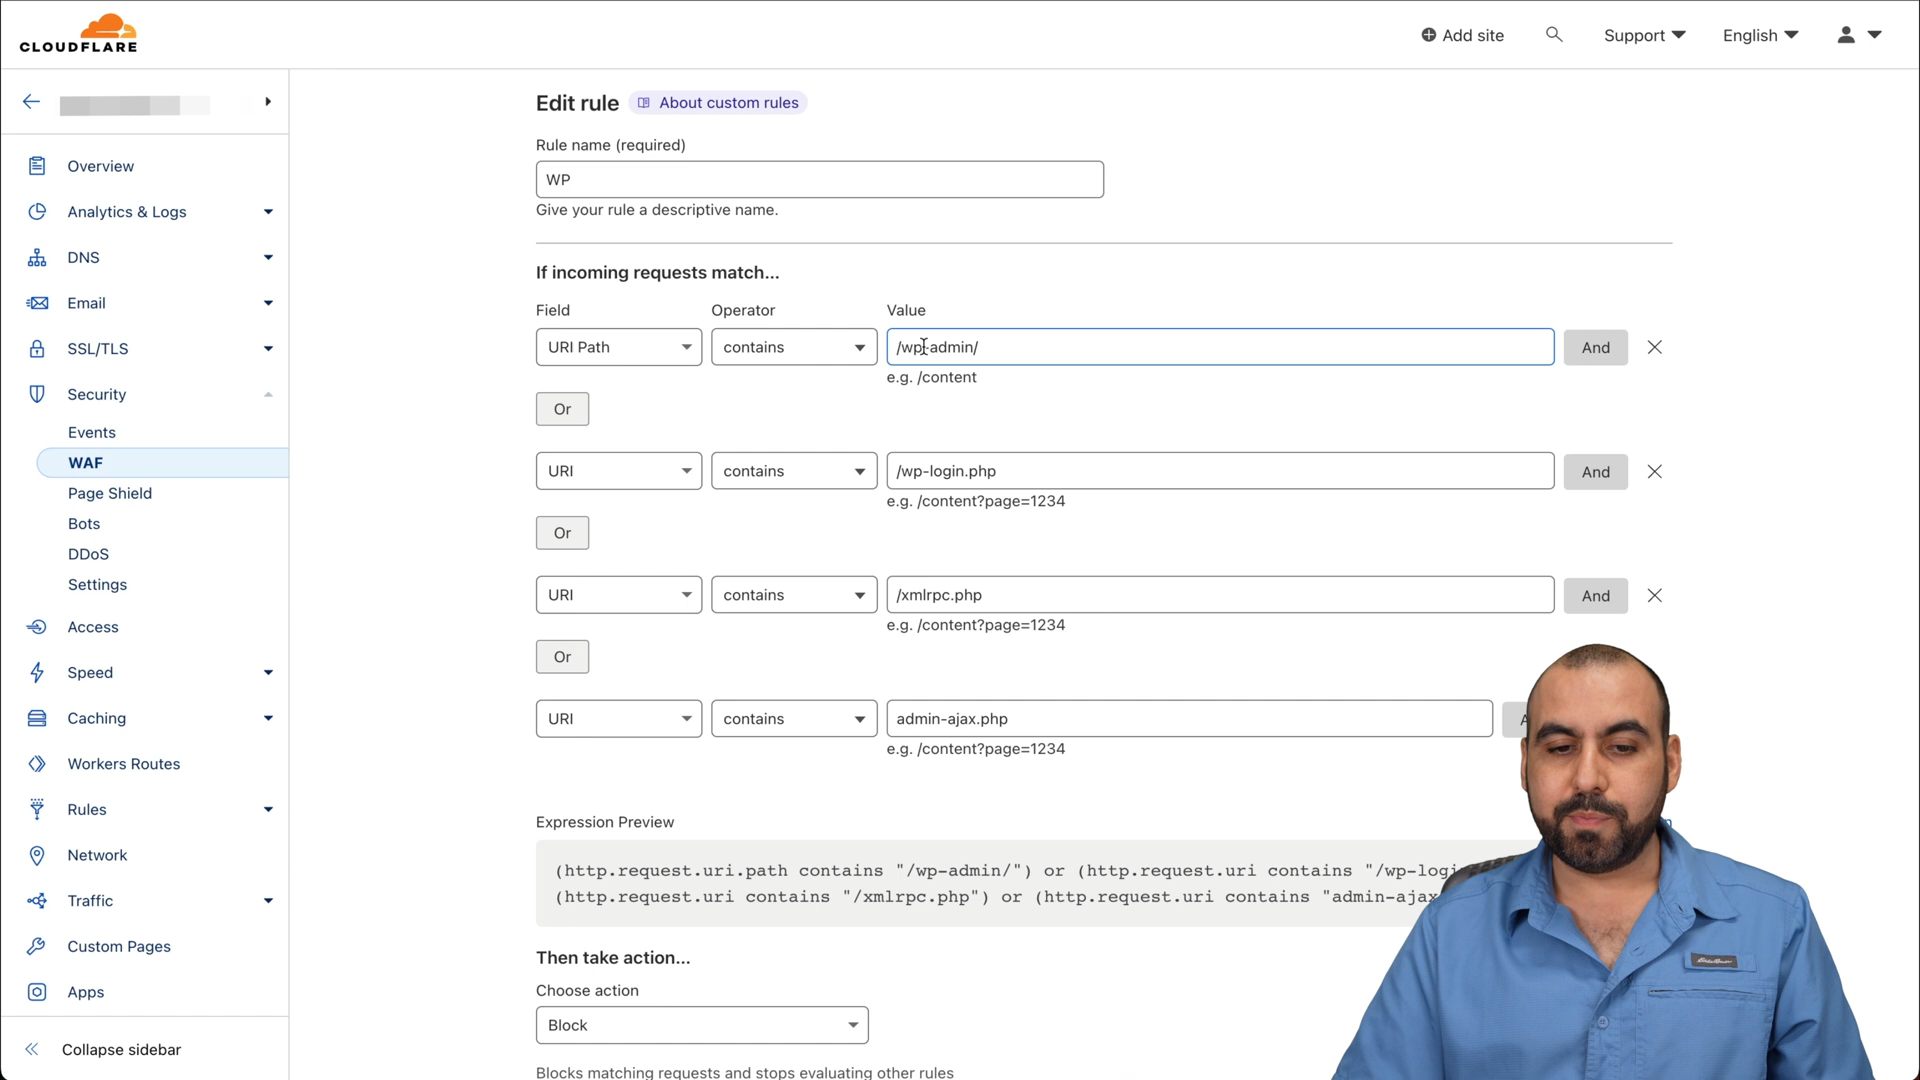 CLOUDFLARE
Add site
Support
English
Overview
Analytics & Logs
DNS
Email
SSL/TLS
Security
Events
WAF
Page Shield
Bots
DDoS
Settings
Access
Speed
Caching
Workers Routes
Rules
Network
Traffic
Custom Pages
Apps
Collapse sidebar
Edit rule About custom rules
Rule name (required)
WP
Give your rule a descriptive name.
If incoming requests match...
Field Operator Value
URI Path contains /wp-admin/ And
e.g. /content
Or
URI contains /wp-login.php And
e.g. /content?page=1234
Or
URI contains /xmlrpc.php And
e.g. /content?page=1234
Or
URI contains admin-ajax.php
e.g. /content?page=1234
Expression Preview
(http.request.uri.path contains "/wp-admin/") or (http.request.uri contains "/wp-logi
(http.request.uri contains "/xmlrpc.php") or (http.request.uri contains "admin-ajax
Then take action...
Choose action
Block
Blocks matching requests and stops evaluating other rules